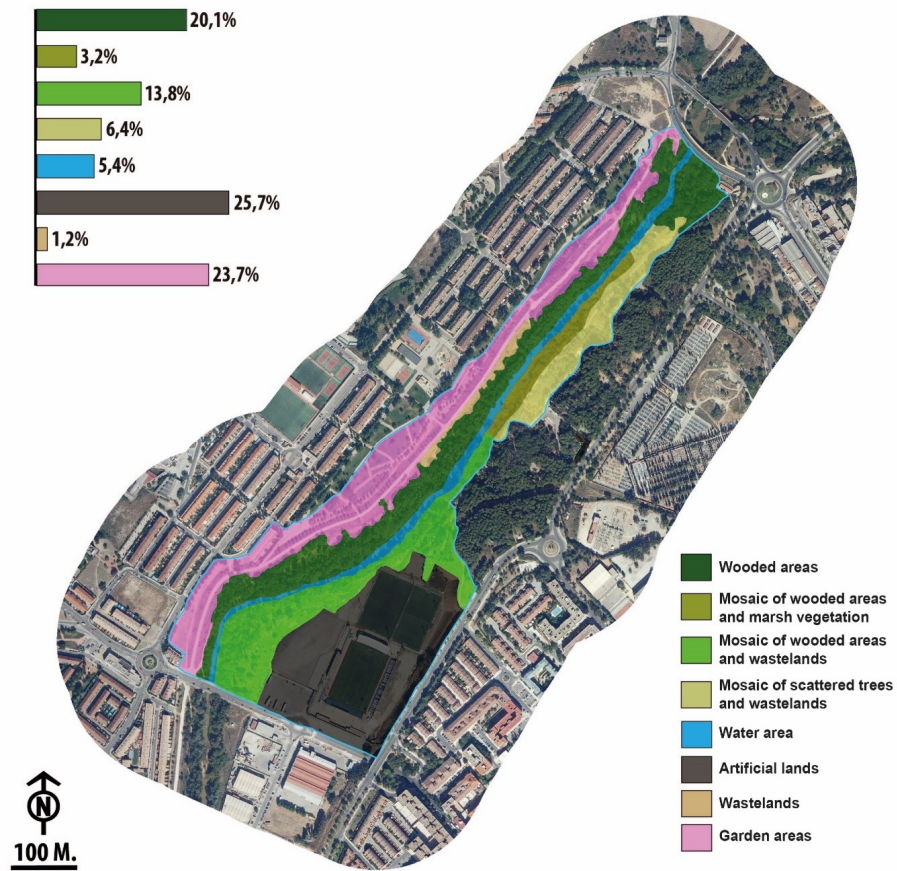 20,1%
3,2%
13,8%
6,4%
5,4%
25,7%
1,2%
23,7%
Wooded areas
Mosaic of wooded areas
and marsh vegetation
Mosaic of wooded areas
and wastelands
Mosaic of scattered trees
and wastelands
Water area
Artificial lands
Wastelands
Garden areas
N
100 M.